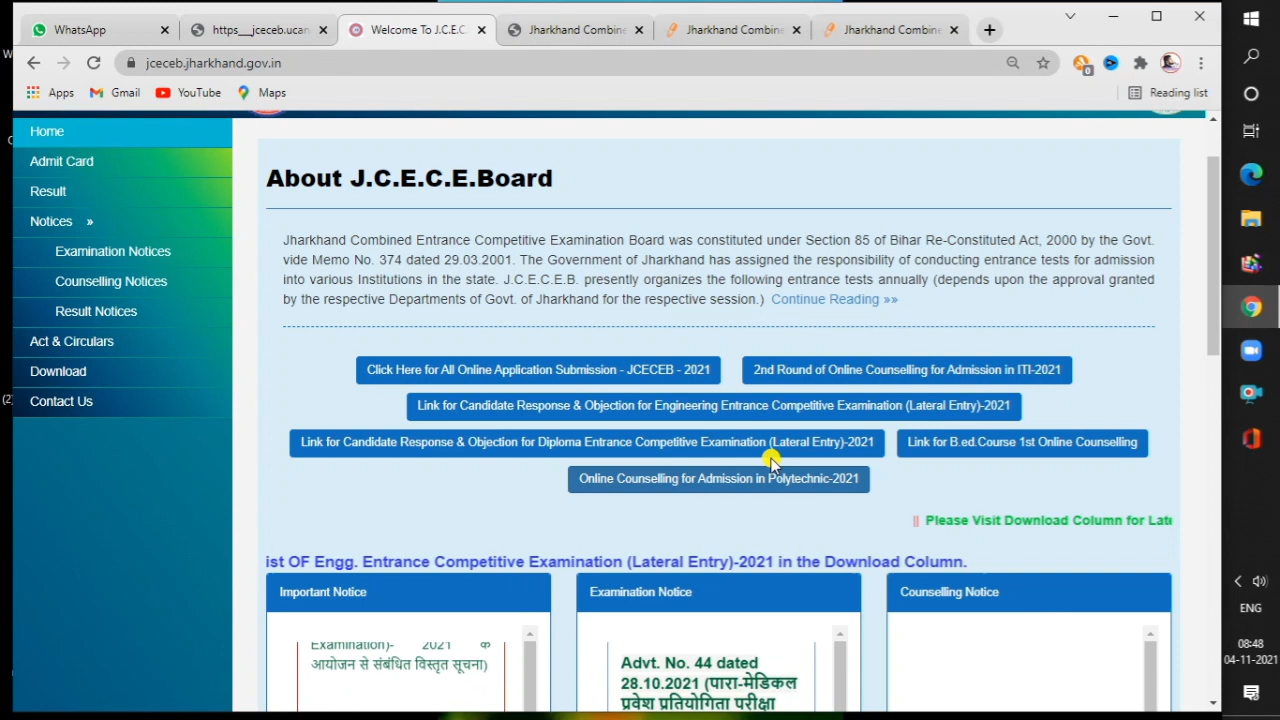 WhatsApp
https__jceceb.ucan
Welcome To J.C.E.C.
Jharkhand Combine
Jharkhand Combine
Jharkhand Combine
jceceb.jharkhand.gov.in
0
Apps
Gmail
YouTube
Maps
Reading list
Home
Admit Card
Result
Notices »
Examination Notices
Counselling Notices
Result Notices
Act & Circulars
Download
Contact Us
About J.C.E.C.E.Board
Jharkhand Combined Entrance Competitive Examination Board was constituted under Section 85 of Bihar Re-Constituted Act, 2000 by the Govt.
vide Memo No. 374 dated 29.03.2001. The Government of Jharkhand has assigned the responsibility of conducting entrance tests for admission
into various Institutions in the state. J.C.E.C.E.B. presently organizes the following entrance tests annually (depends upon the approval granted
by the respective Departments of Govt. of Jharkhand for the respective session.) Continue Reading »»
Click Here for All Online Application Submission - JCECEB - 2021
2nd Round of Online Counselling for Admission in ITI-2021
Link for Candidate Response & Objection for Engineering Entrance Competitive Examination (Lateral Entry)-2021
Link for Candidate Response & Objection for Diploma Entrance Competitive Examination (Lateral Entry)-2021
Link for B.ed.Course 1st Online Counselling
Online Counselling for Admission in Polytechnic-2021
|| Please Visit Download Column for Late
ist OF Engg. Entrance Competitive Examination (Lateral Entry)-2021 in the Download Column.
Important Notice
Examination)- 2021 के
आयोजन से संबंधित विस्तृत सूचना)
Examination Notice
Advt. No. 44 dated
28.10.2021 (पारा-मेडिकल
प्रवेश प्रतियोगिता परीक्षा
Counselling Notice
ENG
08:48
04-11-2021